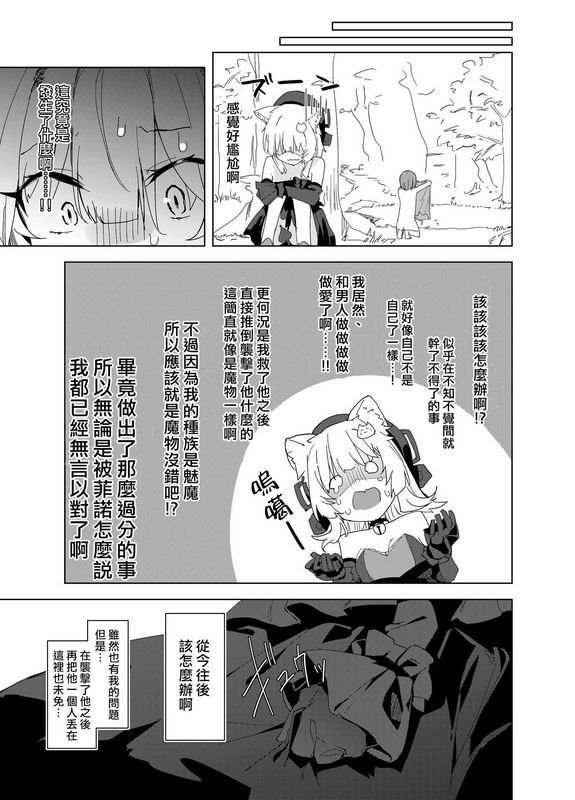 ズーン
感覺好尷尬啊
這究竟是
發生了什麼啊……!!
該該該該怎麼辦啊!?
似乎在不知不覺間就
幹了不得了的事
就好像自己不是
自己了一樣…!
我居然、
和男人做做做做
做愛了啊……!!
更何況是我救了他之後
直接推倒襲擊了他什麼的
這簡直就像是魔物一樣啊
不過因為我的種族是魅魔
所以應該就是魔物沒錯吧!?
畢竟做出了那麼過分的事
所以無論是被菲諾怎麼說
我都已經無言以對了啊
嗚噶ー
從今往後
該怎麼辦啊
雖然也有我的問題
但是…
在襲擊了他之後
再把他一個人丟在
這裡也未免…